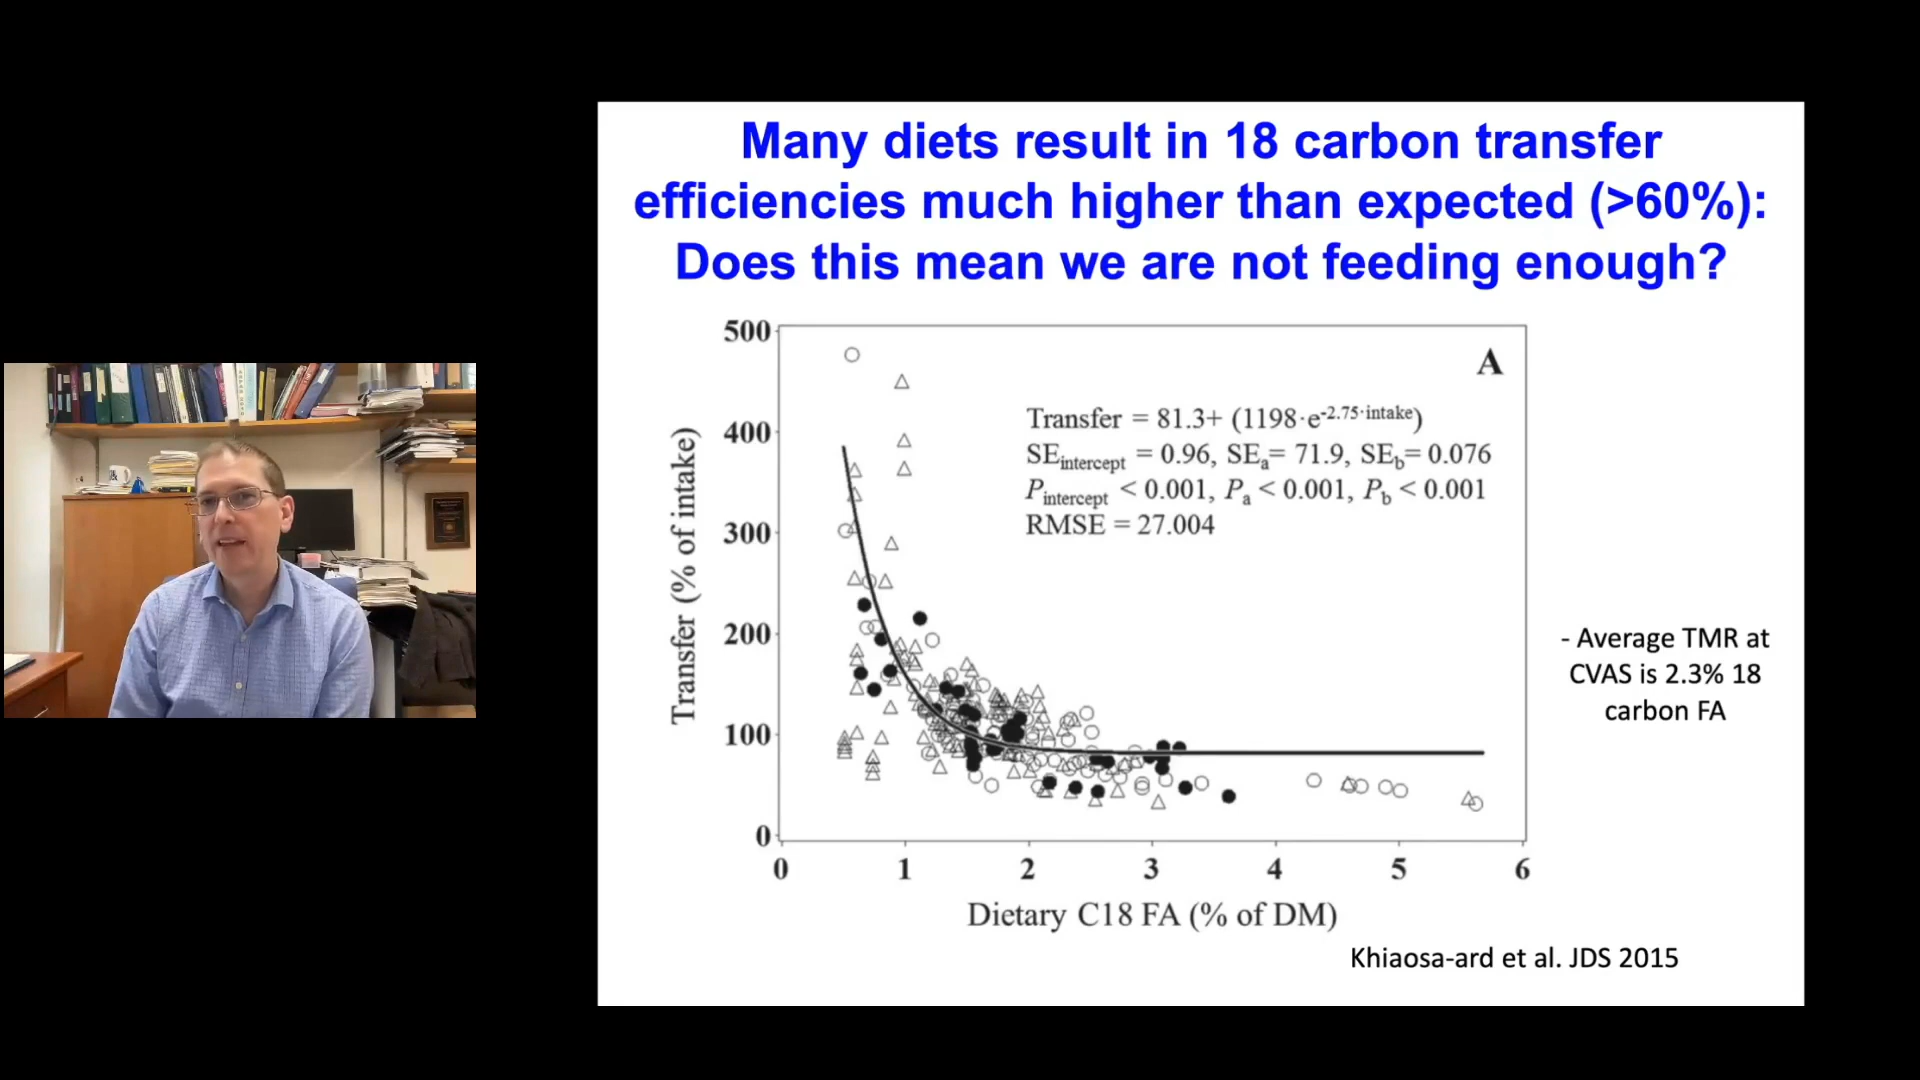 Many diets result in 18 carbon transfer
efficiencies much higher than expected (>60%):
Does this mean we are not feeding enough?
500
400
300
200
100
0
Transfer (% of intake)
A
Transfer = 81.3+ (1198·e-2.75·intake)
SEintercept = 0.96, SEa= 71.9, SEb= 0.076
Pintercept < 0.001, Pa < 0.001, Pb < 0.001
RMSE = 27.004
0 1 2 3 4 5 6
Dietary C18 FA (% of DM)
- Average TMR at
CVAS is 2.3% 18
carbon FA
Khiaosa-ard et al. JDS 2015